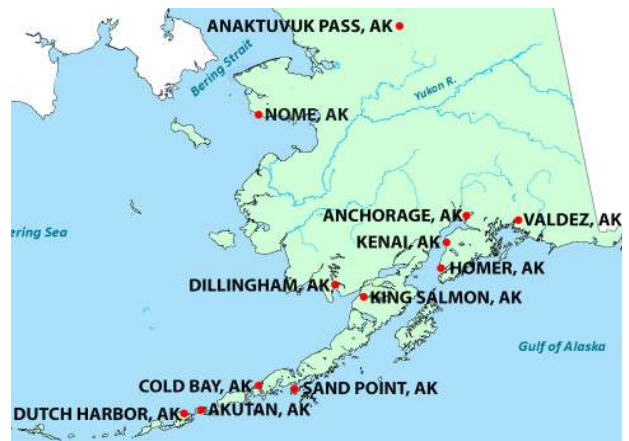 ANAKTUVUK PASS, AK
Bering Strait
Yukon R.
NOME, AK
ANCHORAGE, AK
VALDEZ, AK
ering Sea
KENAI, AK
HOMER, AK
DILLINGHAM, AK
KING SALMON, AK
Gulf of Alaska
COLD BAY, AK
SAND POINT, AK
DUTCH HARBOR, AK
AKUTAN, AK